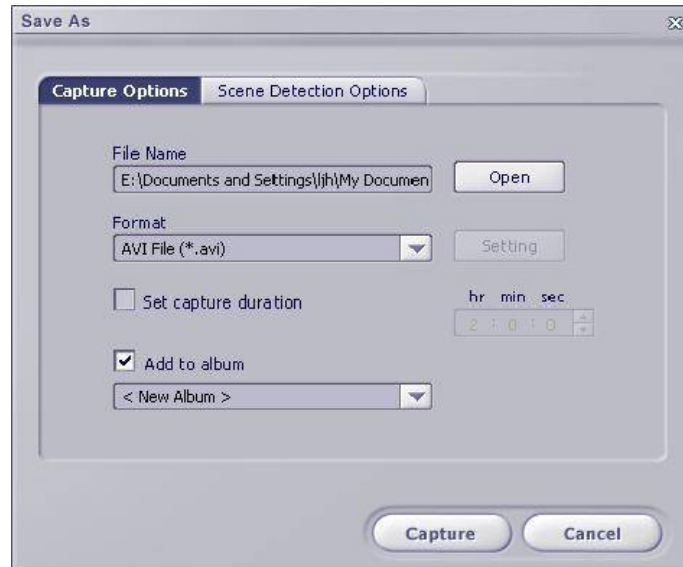 Save As
Capture Options
Scene Detection Options
File Name
E:\Documents and Settings\ljh\My Documen
Open
Format
AVI File (*.avi)
Setting
Set capture duration
hr min sec
2 : 0 : 0
Add to album
< New Album >
Capture
Cancel